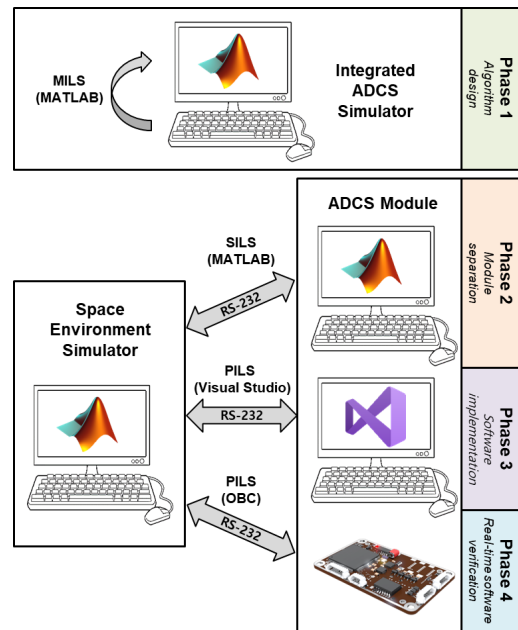 MILS
(MATLAB)
Integrated
ADCS
Simulator
Phase 1
Algorithm
design
ADCS Module
SILS
(MATLAB)
RS-232
Phase 2
Module
separation
Space
Environment
Simulator
PILS
(Visual Studio)
RS-232
Phase 3
Software
implementation
PILS
(OBC)
RS-232
Phase 4
Real-time software
verification